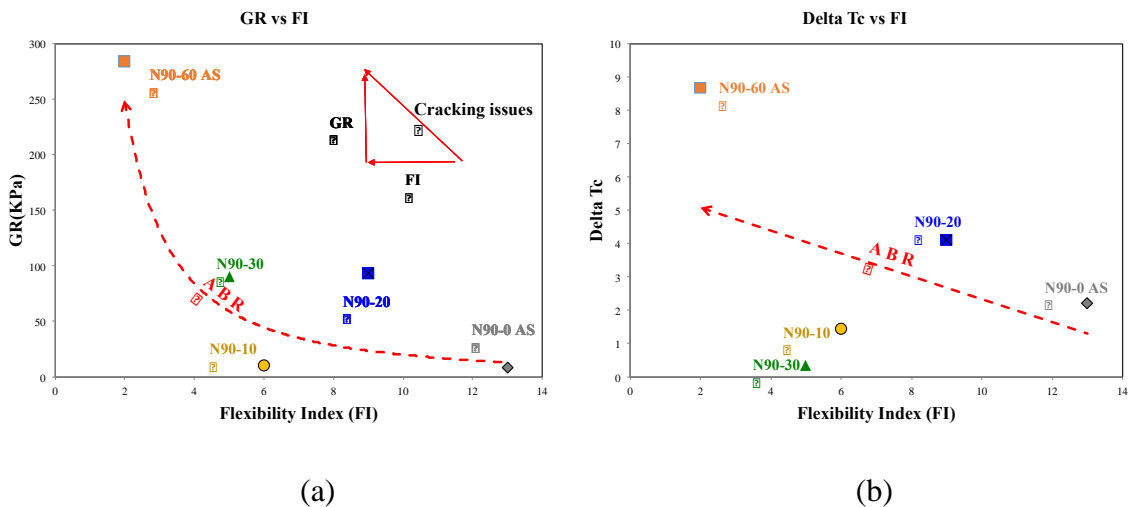 GR vs FI
300
250
200
150
100
50
0
0 2 4 6 8 10 12 14
GR(KPa)
Flexibility Index (FI)
N90-60 AS
GR
Cracking issues
FI
N90-30
A B R
N90-20
N90-10
N90-0 AS
(a)
Delta Tc vs FI
10
9
8
7
6
5
4
3
2
1
0
0 2 4 6 8 10 12 14
Delta Tc
Flexibility Index (FI)
N90-60 AS
N90-20
A B R
N90-0 AS
N90-10
N90-30
(b)